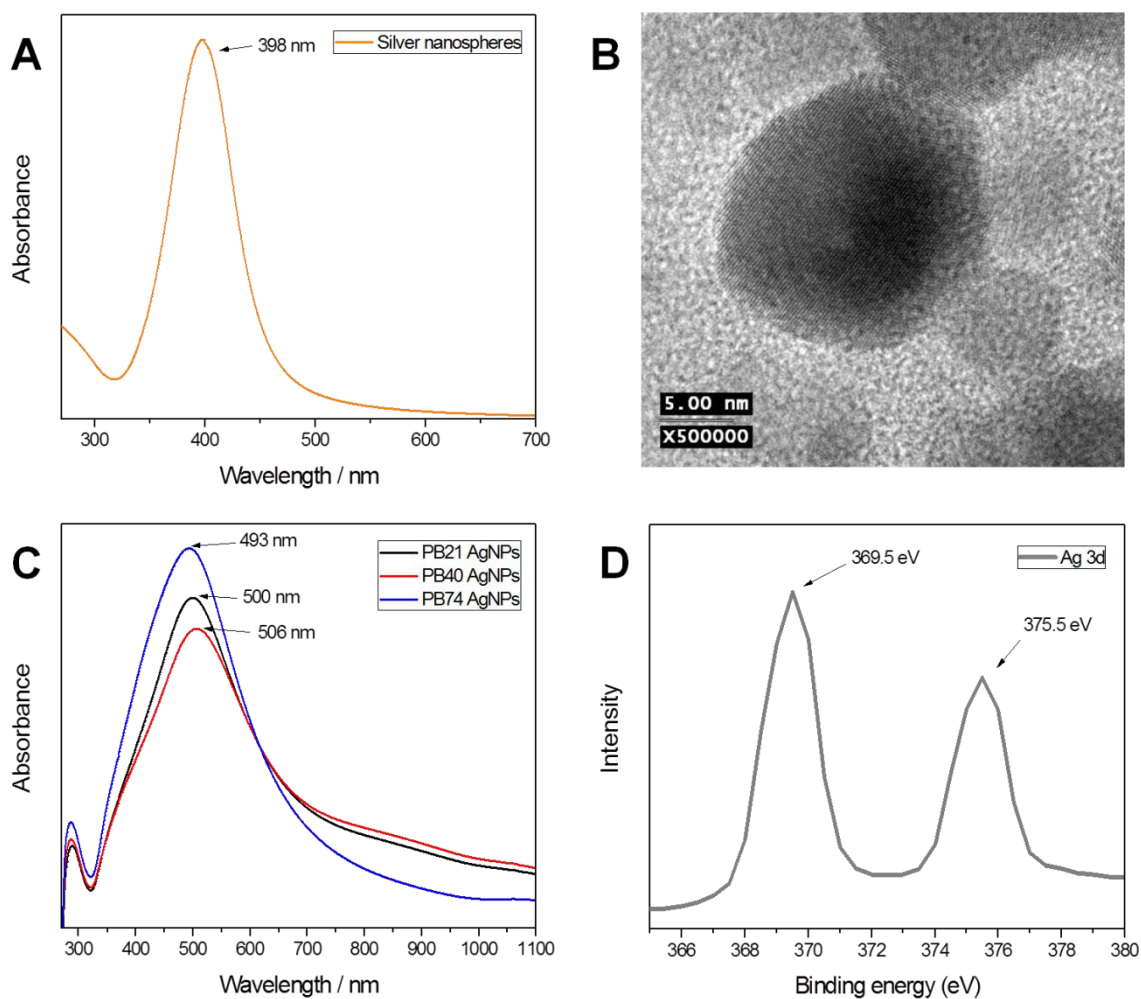 A
398 nm
Silver nanospheres
Absorbance
300
400
500
600
700
Wavelength / nm
B
5.00 nm
X500000
C
493 nm
500 nm
506 nm
PB21 AgNPs
PB40 AgNPs
PB74 AgNPs
Absorbance
300
400
500
600
700
800
900
1000
1100
Wavelength / nm
D
369.5 eV
375.5 eV
Ag 3d
Intensity
366
368
370
372
374
376
378
380
Binding energy (eV)